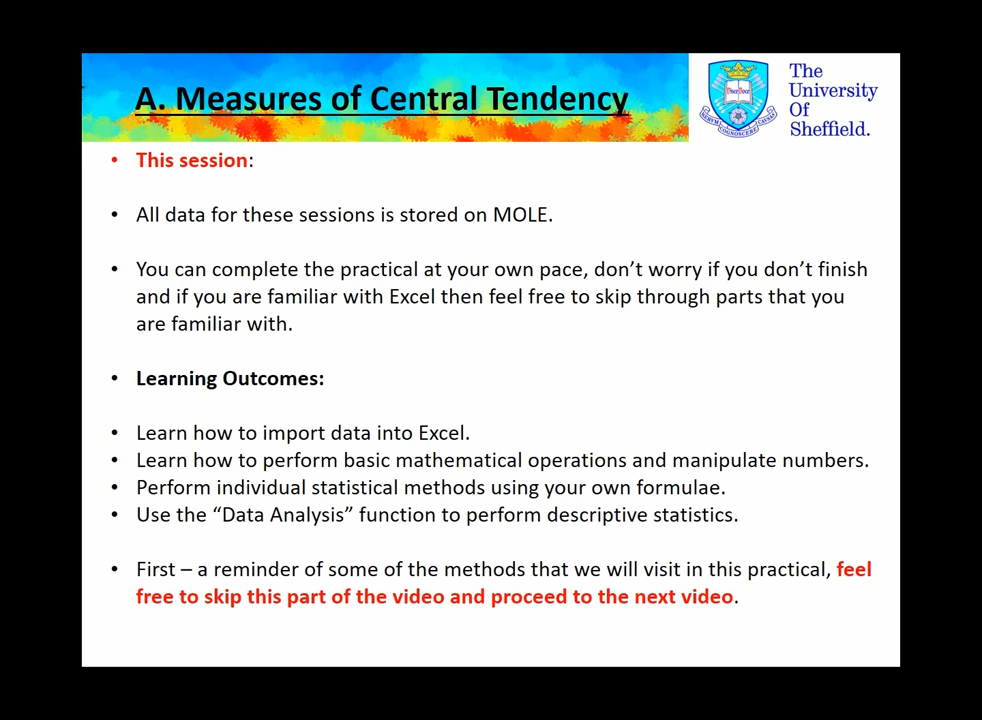 A. Measures of Central Tendency
The
University
Of
Sheffield.
• This session:
• All data for these sessions is stored on MOLE.
• You can complete the practical at your own pace, don’t worry if you don’t finish
and if you are familiar with Excel then feel free to skip through parts that you
are familiar with.
• Learning Outcomes:
• Learn how to import data into Excel.
• Learn how to perform basic mathematical operations and manipulate numbers.
• Perform individual statistical methods using your own formulae.
• Use the “Data Analysis” function to perform descriptive statistics.
• First – a reminder of some of the methods that we will visit in this practical, feel
free to skip this part of the video and proceed to the next video.